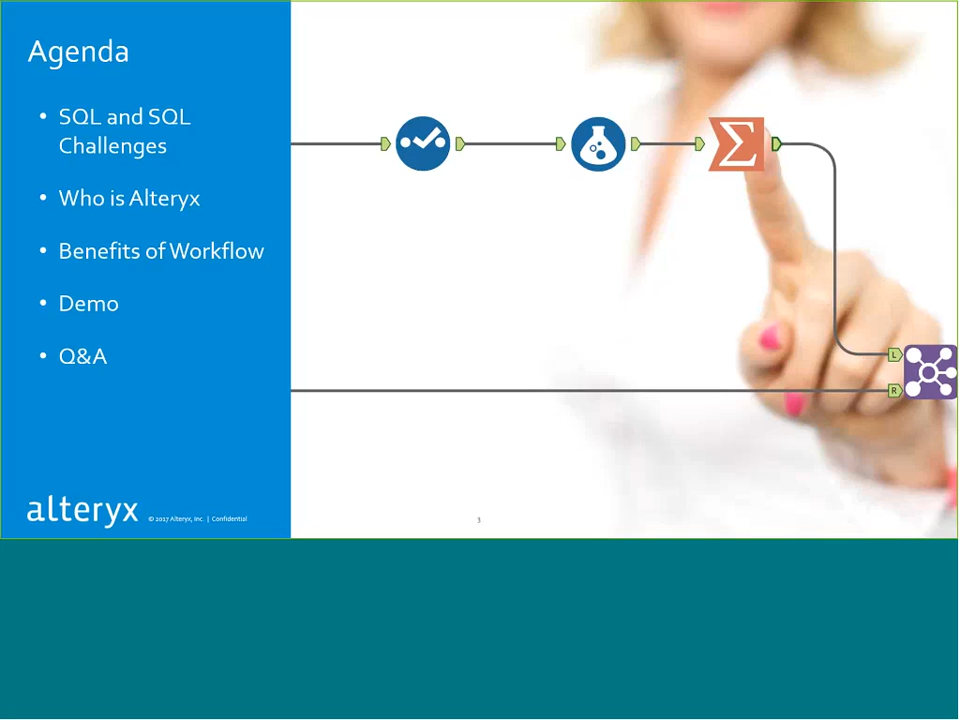 Agenda
• SQL and SQL
Challenges
• Who is Alteryx
• Benefits of Workflow
• Demo
• Q&A
L
R
alteryx
© 2017 Alteryx, Inc. | Confidential
3